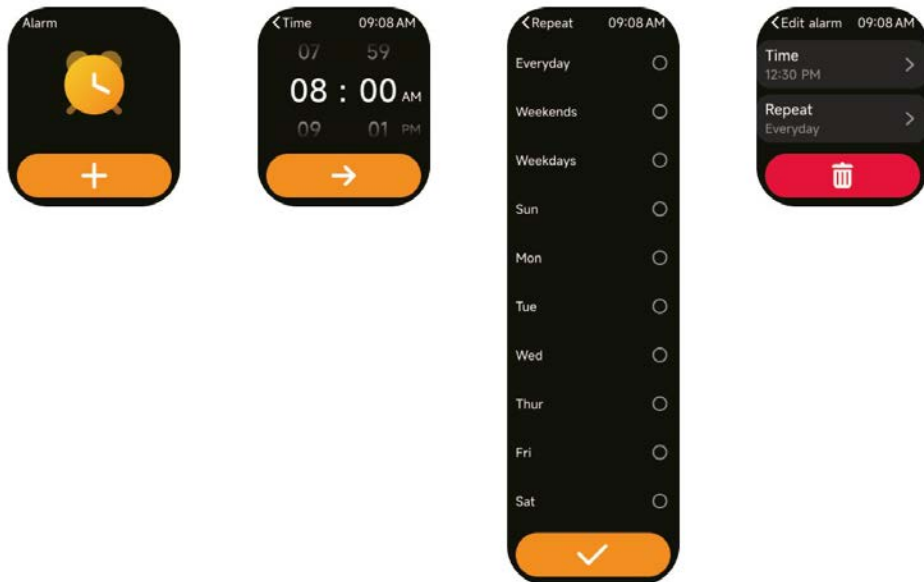 Alarm
<Time 09:08 AM
07 59
08 : 00 AM
09 01 PM
<Repeat 09:08 AM
Everyday
Weekends
Weekdays
Sun
Mon
Tue
Wed
Thur
Fri
Sat
<Edit alarm 09:08 AM
Time
12:30 PM
Repeat
Everyday